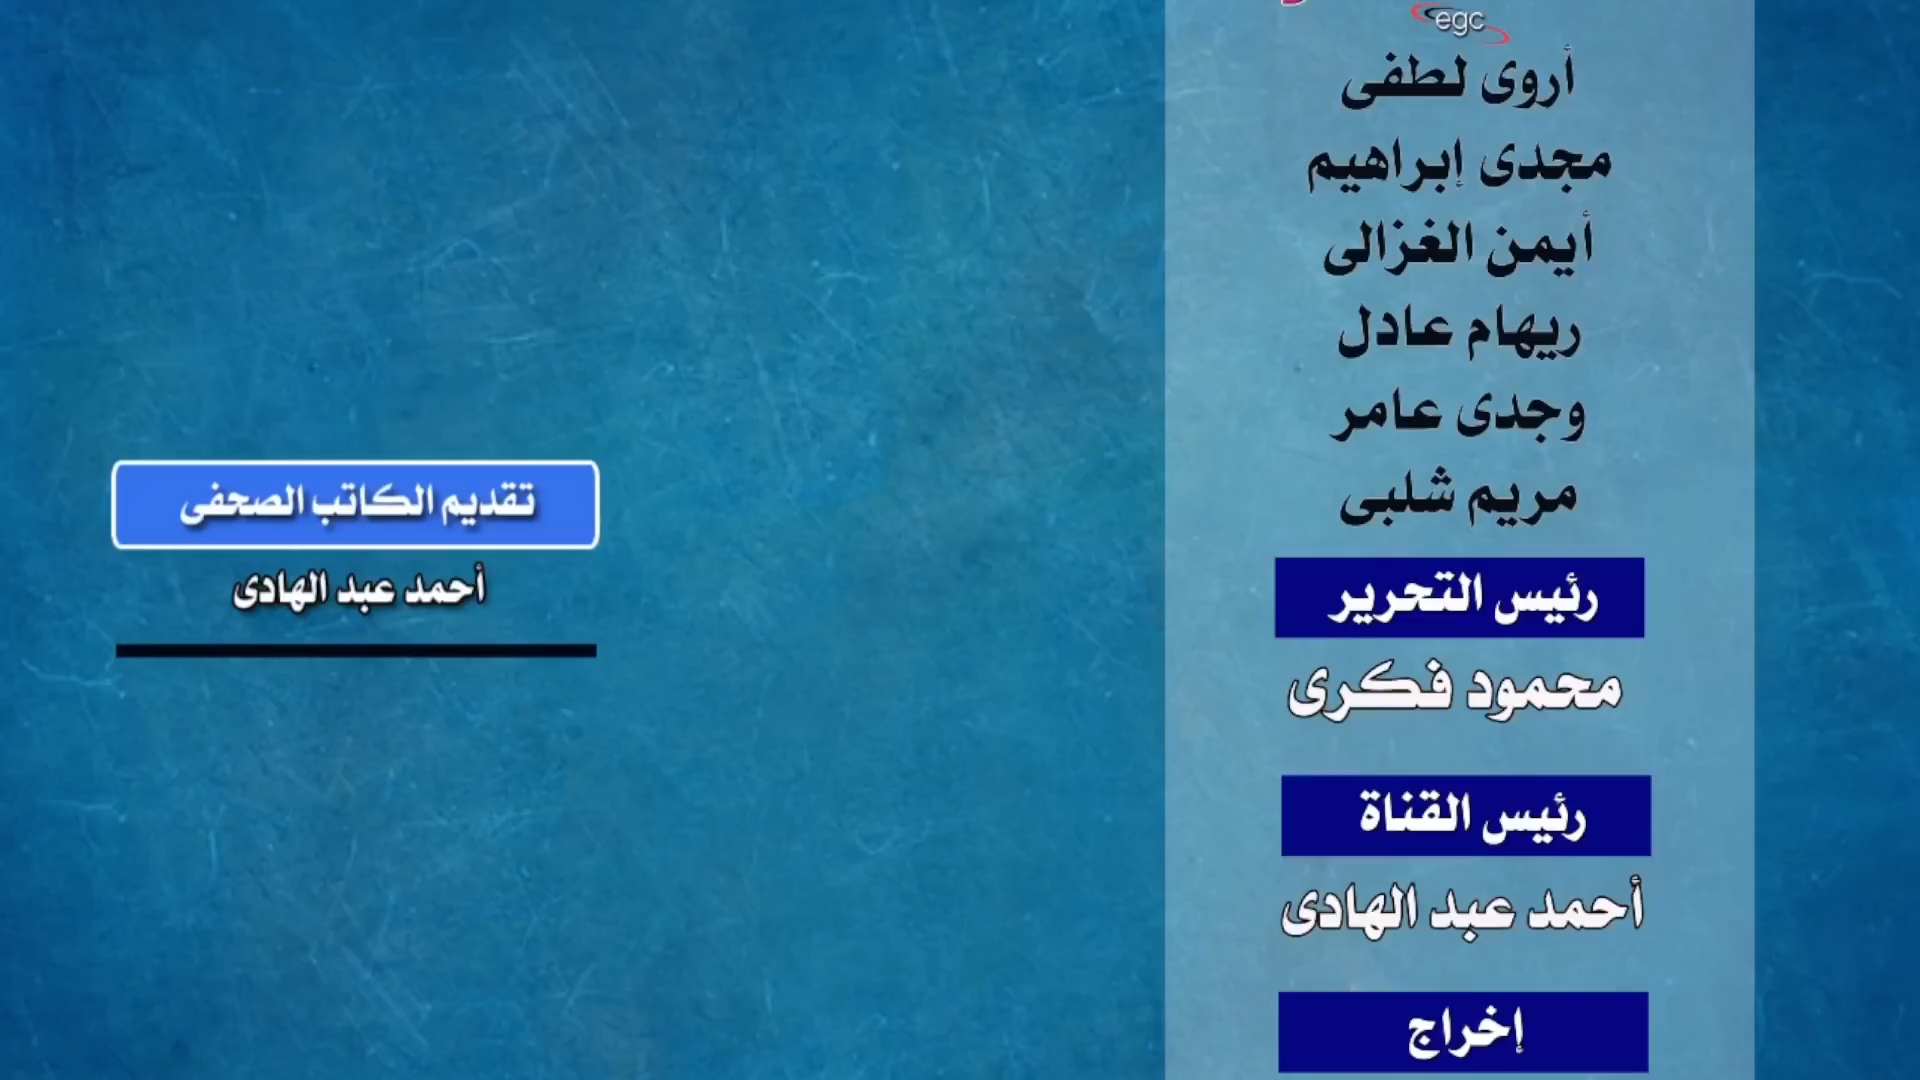 egc
أروى لطفى
مجدى إبراهيم
أيمن الغزالى
ريهام عادل
وجدى عامر
مريم شلبى
رئيس التحرير
محمود فكرى
رئيس القناة
أحمد عبد الهادى
إخراج
تقديم الكاتب الصحفى
أحمد عبد الهادى